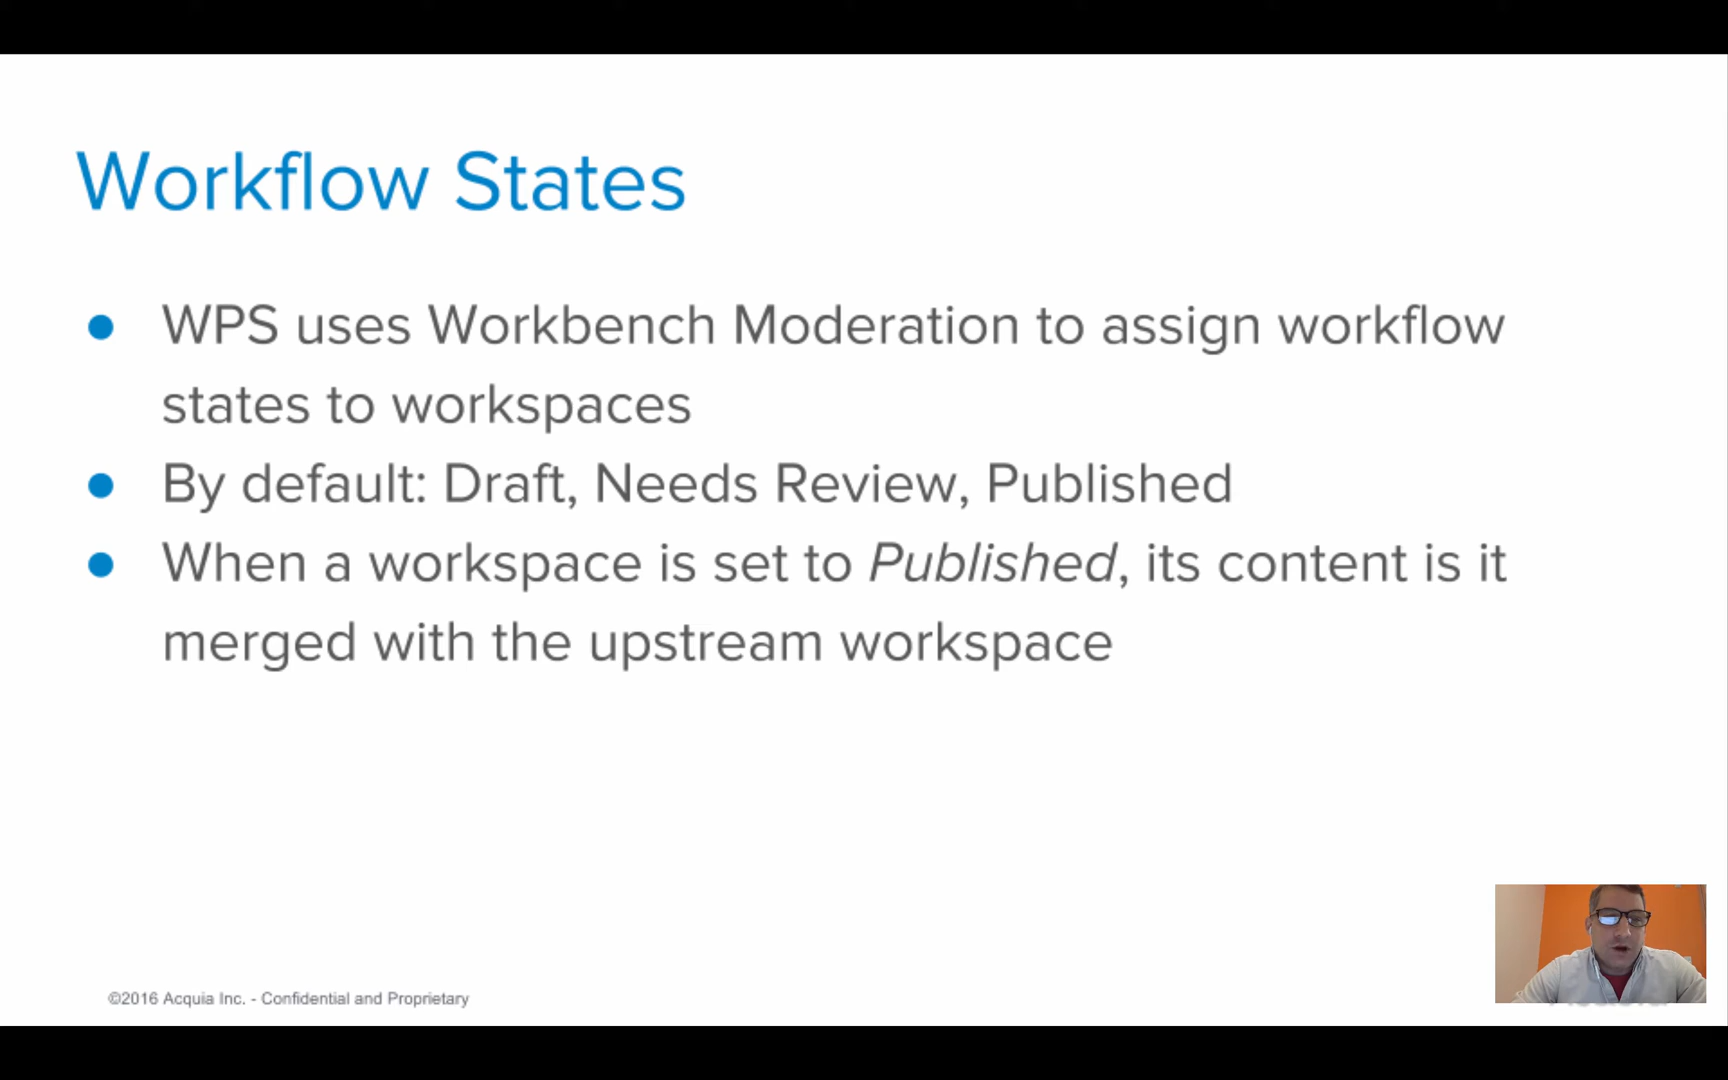 Workflow States
WPS uses Workbench Moderation to assign workflow
states to workspaces
By default: Draft, Needs Review, Published
When a workspace is set to Published, its content is it
merged with the upstream workspace
©2016 Acquia Inc. - Confidential and Proprietary